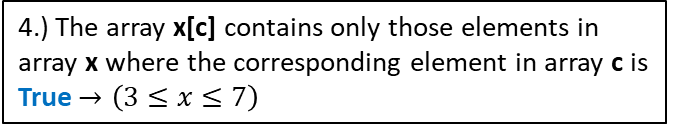 4.) The array x[c] contains only those elements in
array x where the corresponding element in array c is
True → (3 ≤ x ≤ 7)